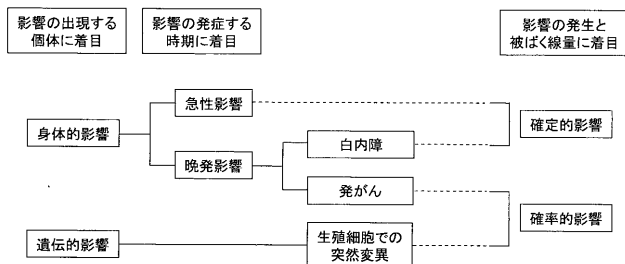 影響の出現する
個体に着目
影響の発症する
時期に着目
影響の発生と
被ばく線量に着目
急性影響
身体的影響
確定的影響
白内障
晩発影響
発がん
確率的影響
遺伝的影響
生殖細胞での
突然変異